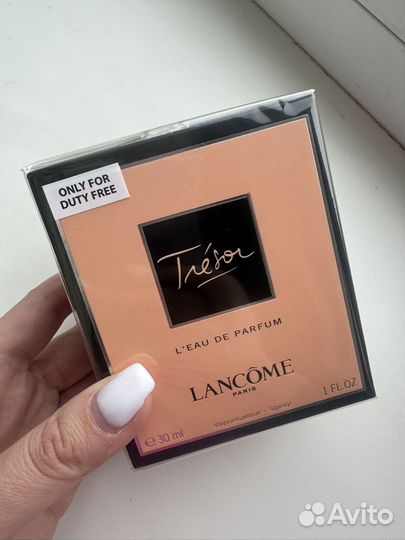 ONLY FOR
DUTY FREE
Trésor
L'EAU DE PARFUM
LANCÔME
PARIS
℮30 ml
Vaporisateur - Spray
1 FL.OZ
Avito